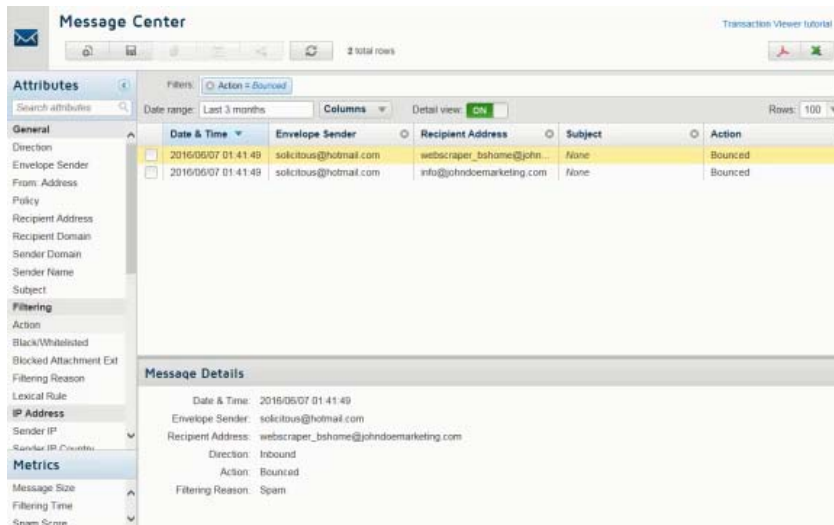 Message Center
Transaction Viewer tutorial
2 total rows
Attributes
Search attributes
General
Direction
Envelope Sender
From: Address
Policy
Recipient Address
Recipient Domain
Sender Domain
Sender Name
Subject
Filtering
Action
Black/Whitelisted
Blocked Attachment Ext
Filtering Reason
Lexical Rule
IP Address
Sender IP
Sender IP Country
Metrics
Message Size
Filtering Time
Spam Score
Filters: Action = Bounced
Date range: Last 3 months Columns Detail view: ON Rows: 100
Date & Time Envelope Sender Recipient Address Subject Action
2016/06/07 01:41:49 solicitous@hotmail.com webscraper_bshome@john... None Bounced
2016/06/07 01:41:49 solicitous@hotmail.com info@johndoemarketing.com None Bounced
Message Details
Date & Time: 2016/06/07 01:41:49
Envelope Sender: solicitous@hotmail.com
Recipient Address: webscraper_bshome@johndoemarketing.com
Direction: Inbound
Action: Bounced
Filtering Reason: Spam